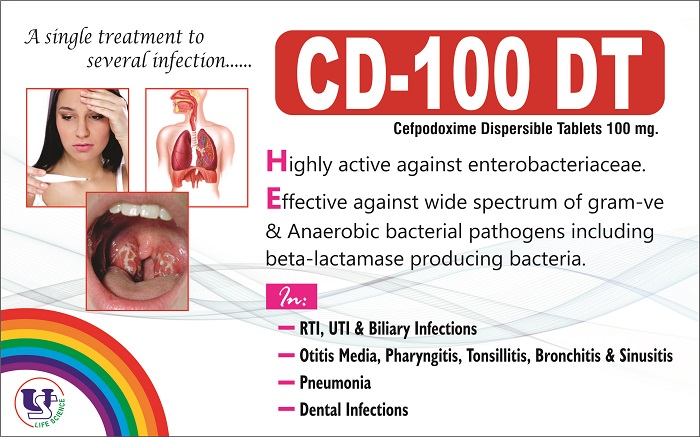 A single treatment to
several infection......
CD-100 DT
Cefpodoxime Dispersible Tablets 100 mg.
Highly active against enterobacteriaceae.
Effective against wide spectrum of gram-ve
& Anaerobic bacterial pathogens including
beta-lactamase producing bacteria.
In:
— RTI, UTI & Biliary Infections
— Otitis Media, Pharyngitis, Tonsillitis, Bronchitis & Sinusitis
— Pneumonia
— Dental Infections
LIFE SCIENCE